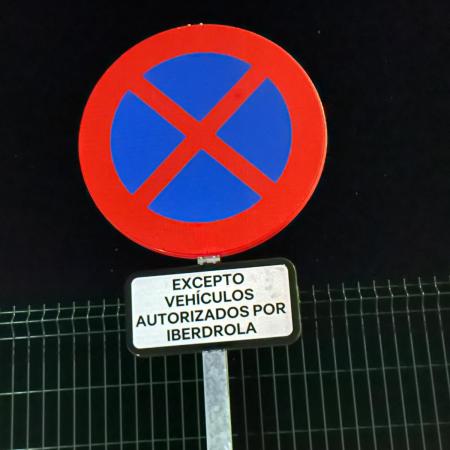 EXCEPTO
VEHÍCULOS
AUTORIZADOS POR
IBERDROLA